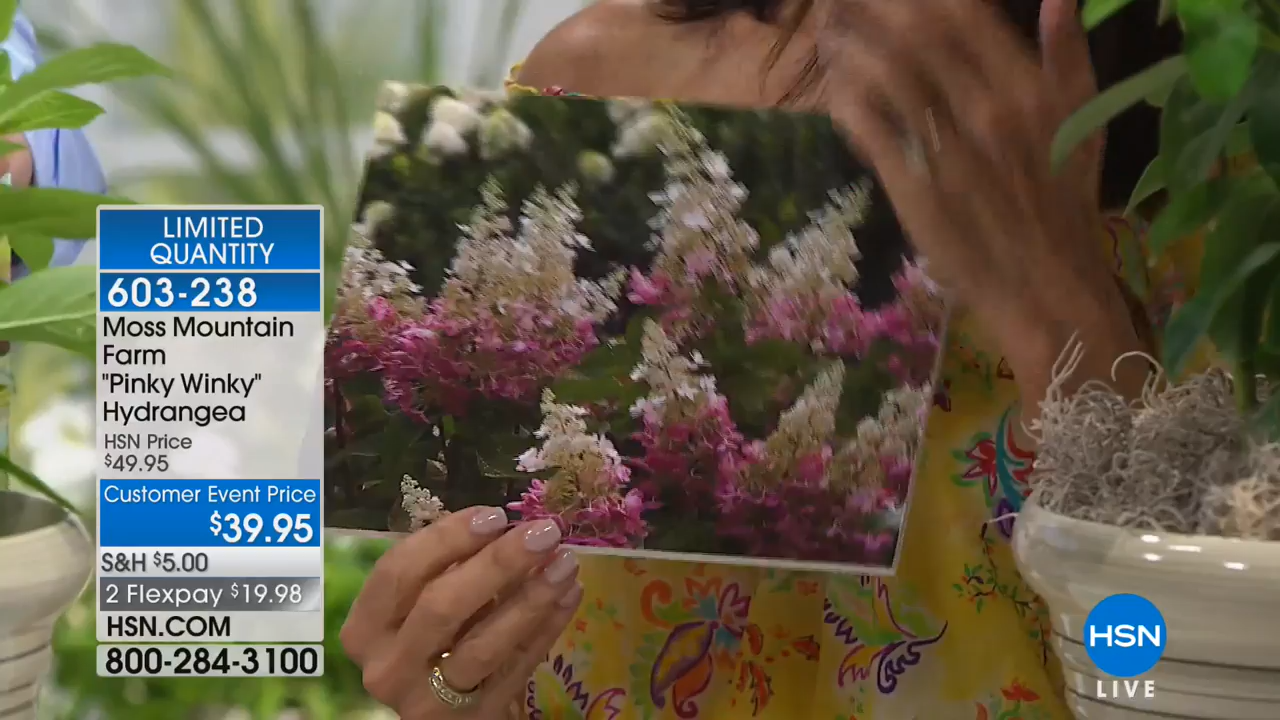 LIMITED
QUANTITY
603-238
Moss Mountain
Farm
"Pinky Winky"
Hydrangea
HSN Price
$49.95
Customer Event Price
$39.95
S&H $5.00
2 Flexpay $19.98
HSN.COM
800-284-3100
HSN
LIVE